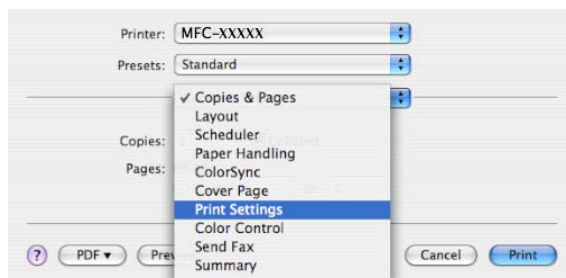 Printer: MFC-XXXXX
Presets: Standard
✓ Copies & Pages
Layout
Scheduler
Copies:
Paper Handling
Pages:
ColorSync
Cover Page
Print Settings
Color Control
Send Fax
Summary
? PDF▼ Prev Cancel Print